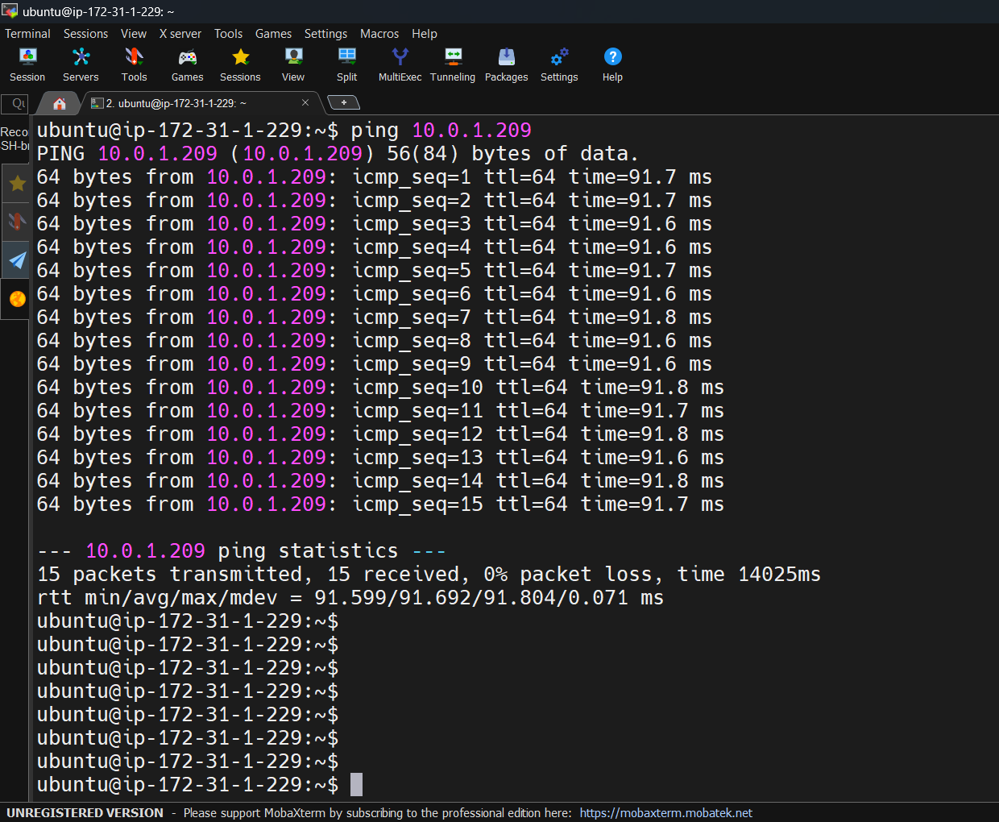 ubuntu@ip-172-31-1-229: ~
Terminal Sessions View X server Tools Games Settings Macros Help
Session Servers Tools Games Sessions View Split MultiExec Tunneling Packages Settings Help
2. ubuntu@ip-172-31-1-229: ~
ubuntu@ip-172-31-1-229:~$ ping 10.0.1.209
PING 10.0.1.209 (10.0.1.209) 56(84) bytes of data.
64 bytes from 10.0.1.209: icmp_seq=1 ttl=64 time=91.7 ms
64 bytes from 10.0.1.209: icmp_seq=2 ttl=64 time=91.7 ms
64 bytes from 10.0.1.209: icmp_seq=3 ttl=64 time=91.6 ms
64 bytes from 10.0.1.209: icmp_seq=4 ttl=64 time=91.6 ms
64 bytes from 10.0.1.209: icmp_seq=5 ttl=64 time=91.7 ms
64 bytes from 10.0.1.209: icmp_seq=6 ttl=64 time=91.6 ms
64 bytes from 10.0.1.209: icmp_seq=7 ttl=64 time=91.8 ms
64 bytes from 10.0.1.209: icmp_seq=8 ttl=64 time=91.6 ms
64 bytes from 10.0.1.209: icmp_seq=9 ttl=64 time=91.6 ms
64 bytes from 10.0.1.209: icmp_seq=10 ttl=64 time=91.8 ms
64 bytes from 10.0.1.209: icmp_seq=11 ttl=64 time=91.7 ms
64 bytes from 10.0.1.209: icmp_seq=12 ttl=64 time=91.8 ms
64 bytes from 10.0.1.209: icmp_seq=13 ttl=64 time=91.6 ms
64 bytes from 10.0.1.209: icmp_seq=14 ttl=64 time=91.8 ms
64 bytes from 10.0.1.209: icmp_seq=15 ttl=64 time=91.7 ms
--- 10.0.1.209 ping statistics ---
15 packets transmitted, 15 received, 0% packet loss, time 14025ms
rtt min/avg/max/mdev = 91.599/91.692/91.804/0.071 ms
ubuntu@ip-172-31-1-229:~$
ubuntu@ip-172-31-1-229:~$
ubuntu@ip-172-31-1-229:~$
ubuntu@ip-172-31-1-229:~$
ubuntu@ip-172-31-1-229:~$
ubuntu@ip-172-31-1-229:~$
ubuntu@ip-172-31-1-229:~$
ubuntu@ip-172-31-1-229:~$
UNREGISTERED VERSION - Please support MobaXterm by subscribing to the professional edition here: https://mobaxterm.mobatek.net